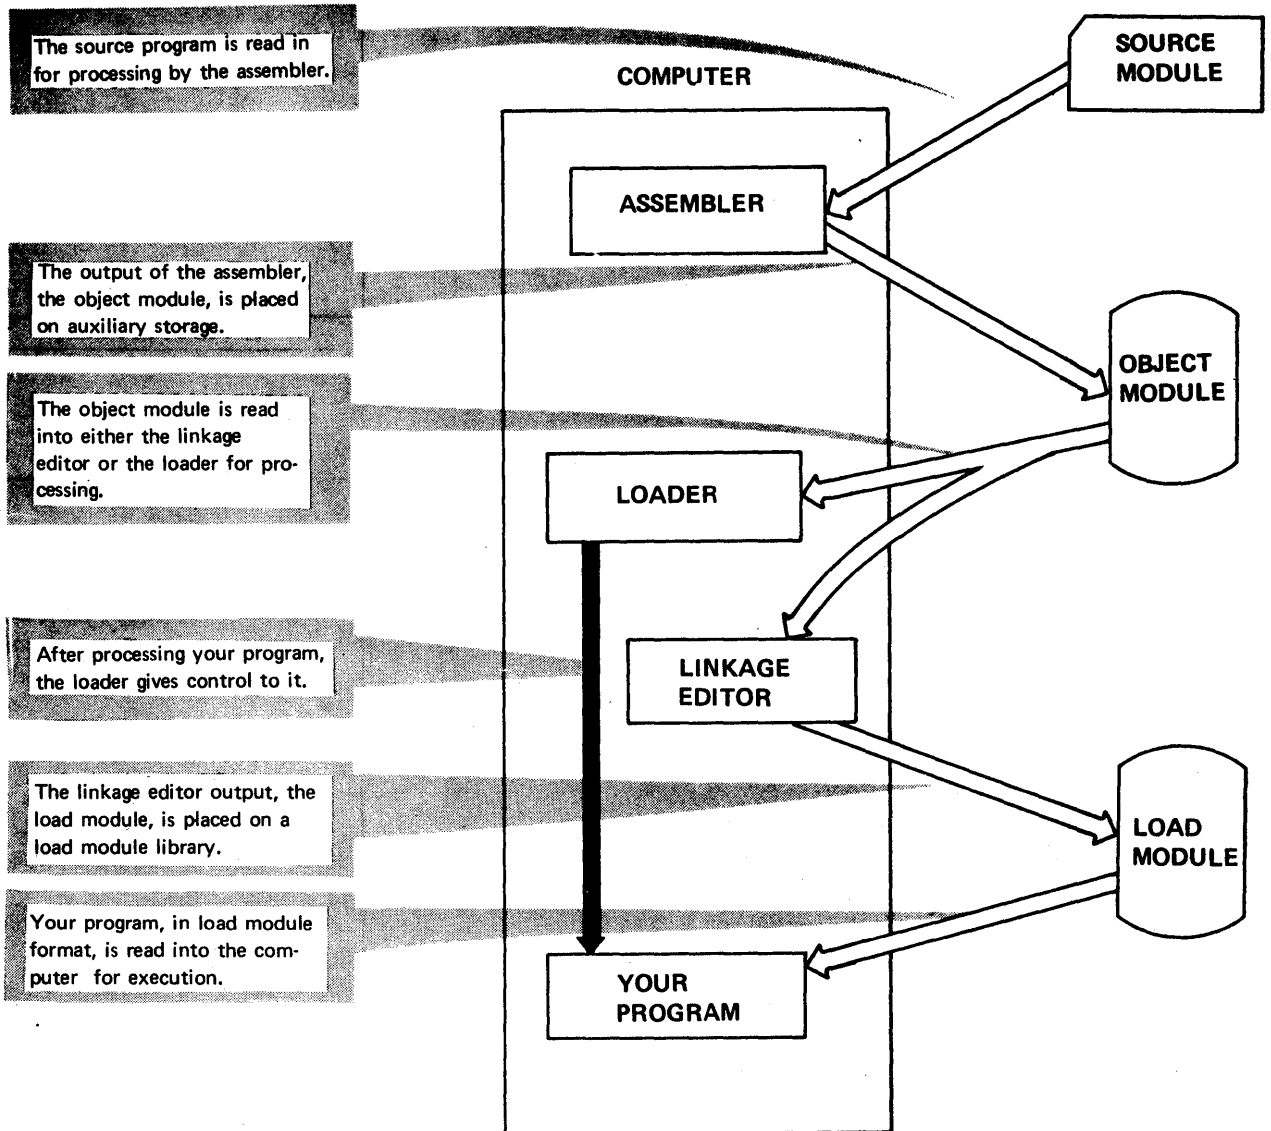 The source program is read in
for processing by the assembler.
COMPUTER
SOURCE
MODULE
ASSEMBLER
The output of the assembler,
the object module, is placed
on auxiliary storage.
OBJECT
MODULE
The object module is read
into either the linkage
editor or the loader for pro-
cessing.
LOADER
After processing your program,
the loader gives control to it.
LINKAGE
EDITOR
The linkage editor output, the
load module, is placed on a
load module library.
LOAD
MODULE
Your program, in load module
format, is read into the com-
puter for execution.
YOUR
PROGRAM